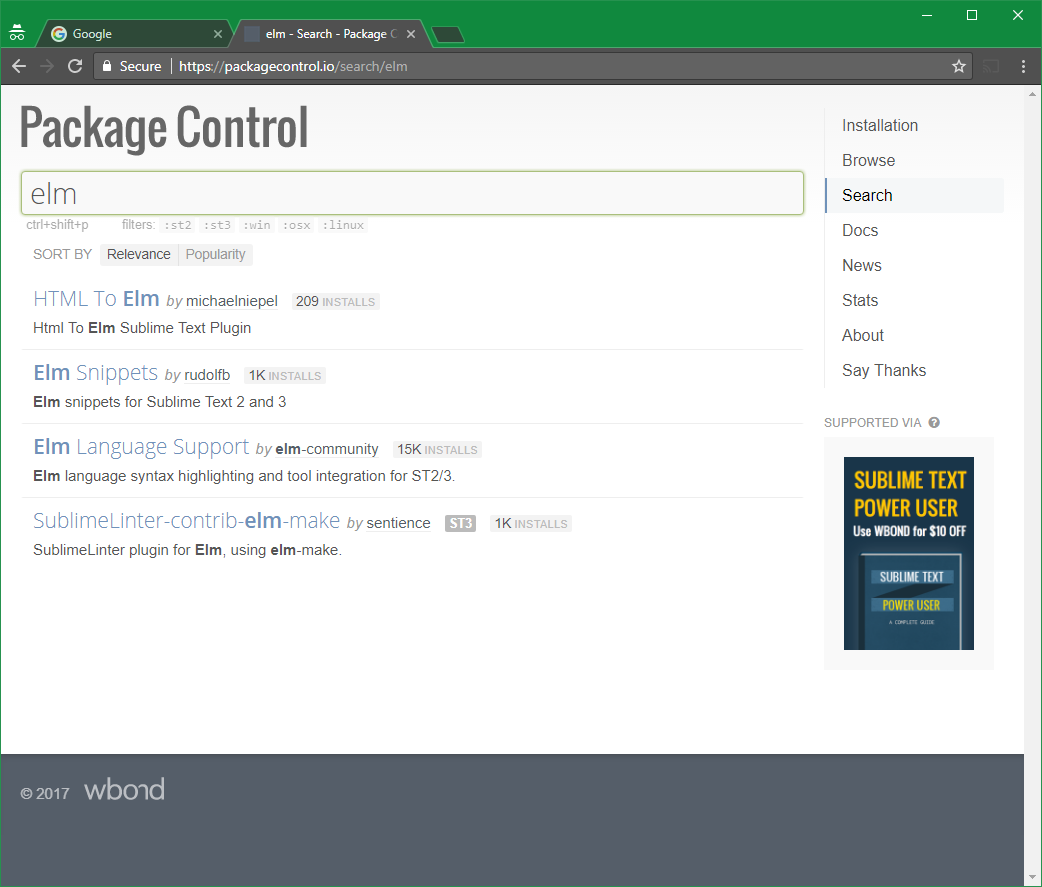 Google
elm - Search - Package C
Secure
https://packagecontrol.io/search/elm
Package Control
elm
ctrl+shift+p filters: :st2 :st3 :win :osx :linux
SORT BY Relevance Popularity
HTML To Elm by michaelniepel 209 INSTALLS
Html To Elm Sublime Text Plugin
Elm Snippets by rudolfb 1K INSTALLS
Elm snippets for Sublime Text 2 and 3
Elm Language Support by elm-community 15K INSTALLS
Elm language syntax highlighting and tool integration for ST2/3.
SublimeLinter-contrib-elm-make by sentience ST3 1K INSTALLS
SublimeLinter plugin for Elm, using elm-make.
Installation
Browse
Search
Docs
News
Stats
About
Say Thanks
SUPPORTED VIA ?
SUBLIME TEXT
POWER USER
Use WBOND for $10 OFF
SUBLIME TEXT
POWER USER
A COMPLETE GUIDE
© 2017 wbond